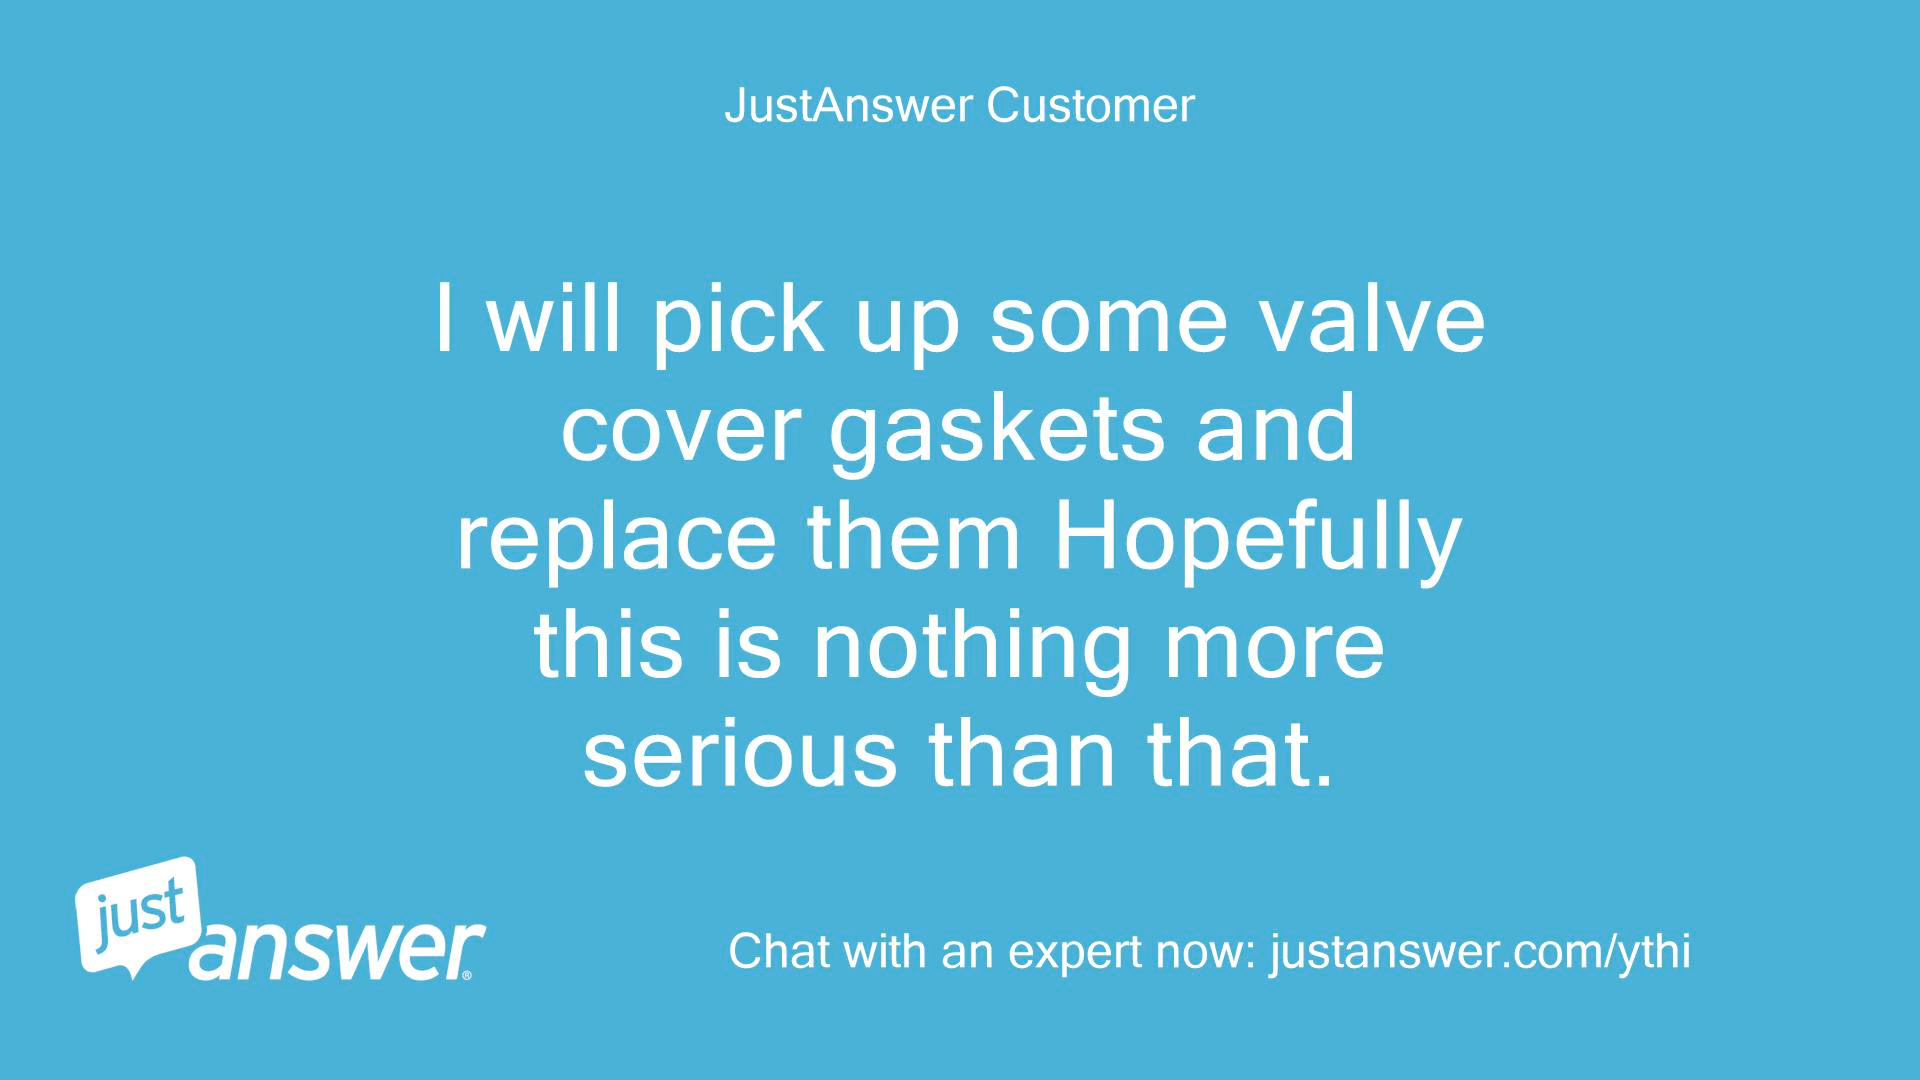 JustAnswer Customer
I will pick up some valve
cover gaskets and
replace them Hopefully
this is nothing more
serious than that.
just
answer®
Chat with an expert now: justanswer.com/ythi